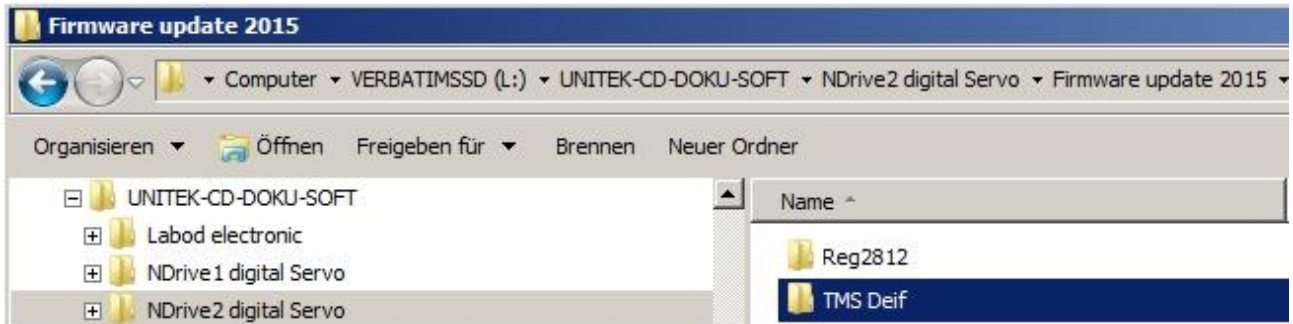 Firmware update 2015
Computer VERBATIMSSD (L:) UNITEK-CD-DOKU-SOFT NDrive2 digital Servo Firmware update 2015
Organisieren Öffnen Freigeben für Brennen Neuer Ordner
UNITEK-CD-DOKU-SOFT
Labod electronic
NDrive1 digital Servo
NDrive2 digital Servo
Name
Reg2812
TMS Deif